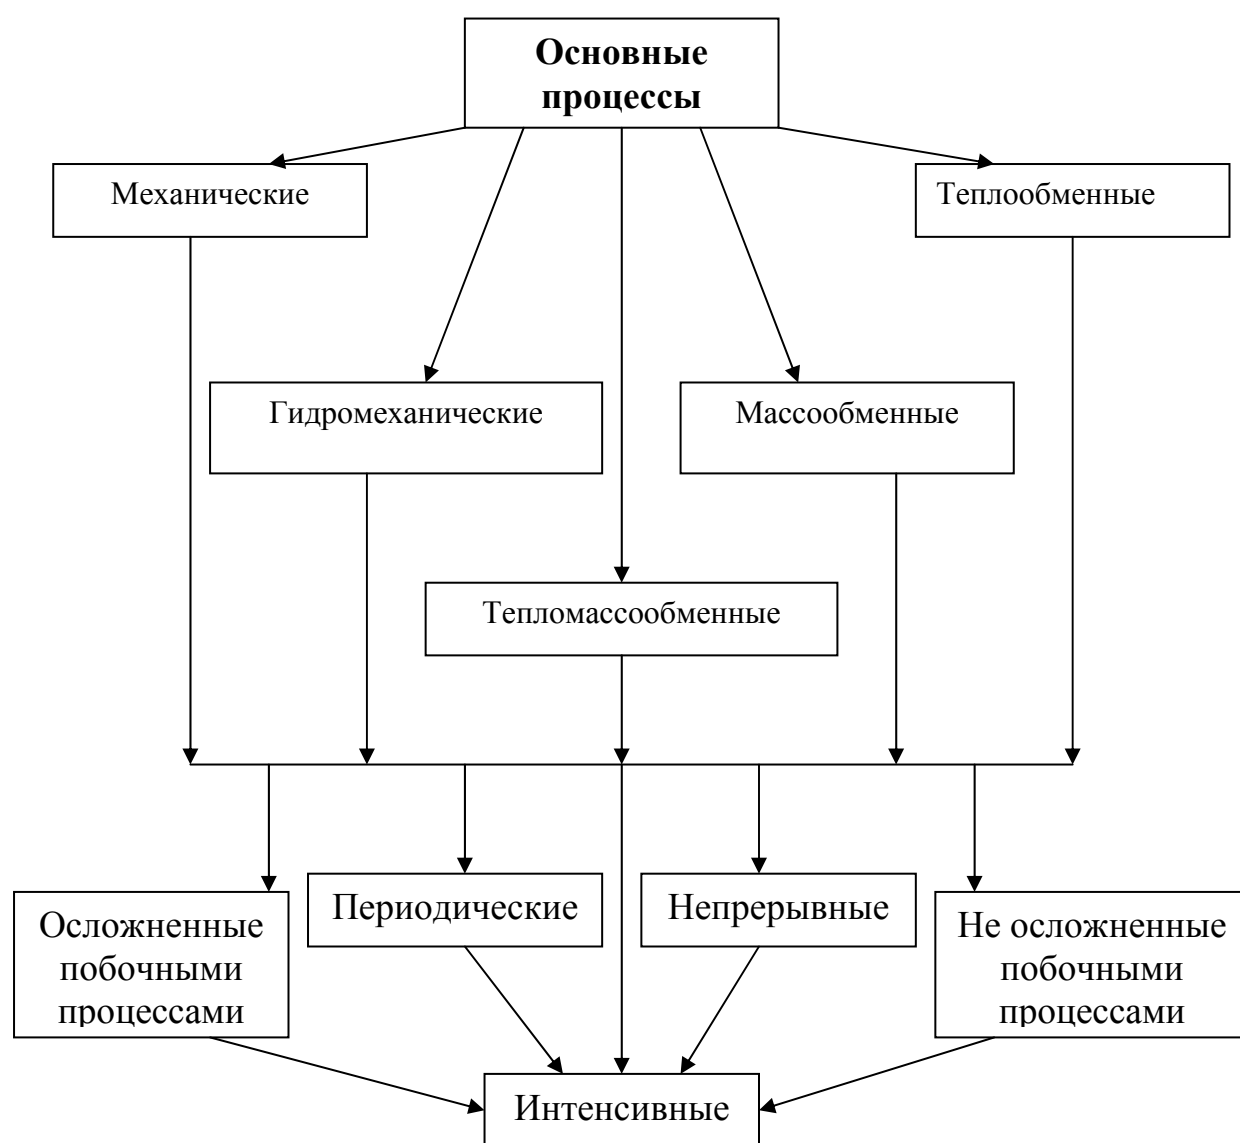 Основные
процессы
Механические
Теплообменные
Гидромеханические
Массообменные
Тепломассообменные
Осложненные
побочными
процессами
Периодические
Непрерывные
Не осложненные
побочными
процессами
Интенсивные